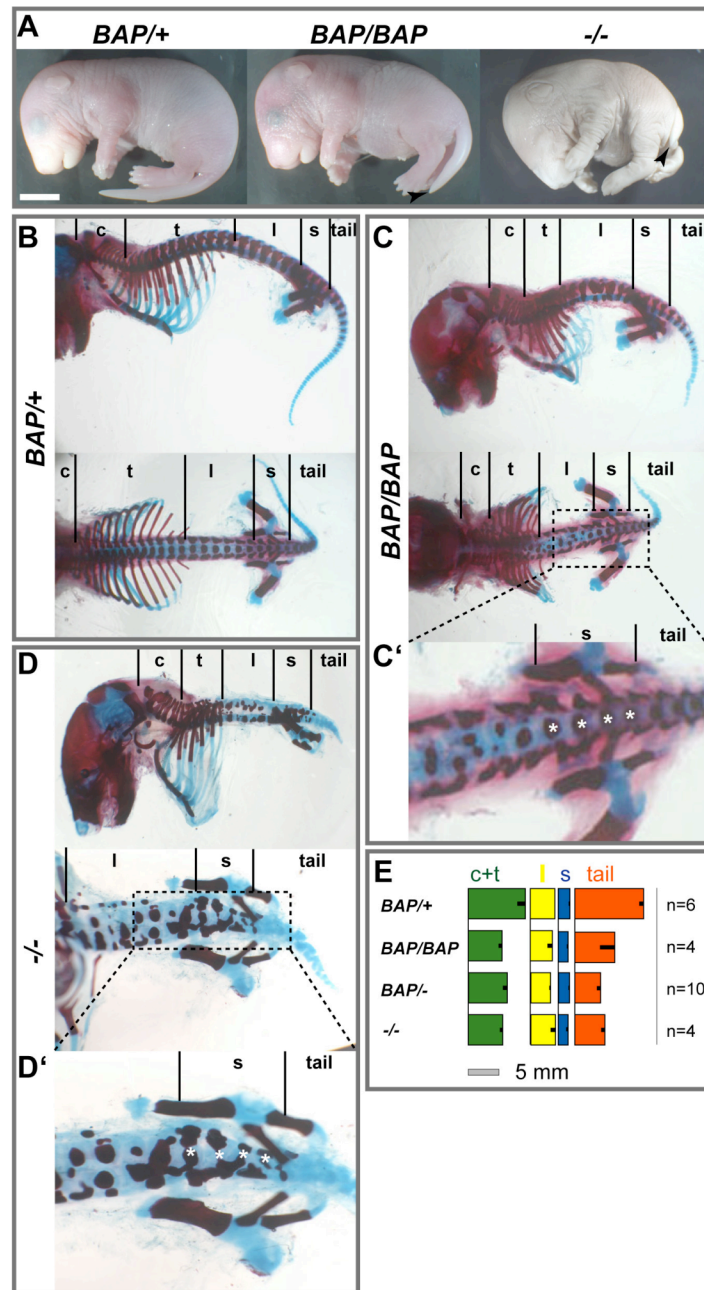 A
BAP/+ BAP/BAP -/-
B
c t l s tail
BAP/+
c t l s tail
C
c t l s tail
BAP/BAP
c t l s tail
C'
s tail
* * * *
D
c t l s tail
-/-
l s tail
D'
s tail
* * * *
E
c+t l s tail
BAP/+ n=6
BAP/BAP n=4
BAP/- n=10
-/- n=4
5 mm